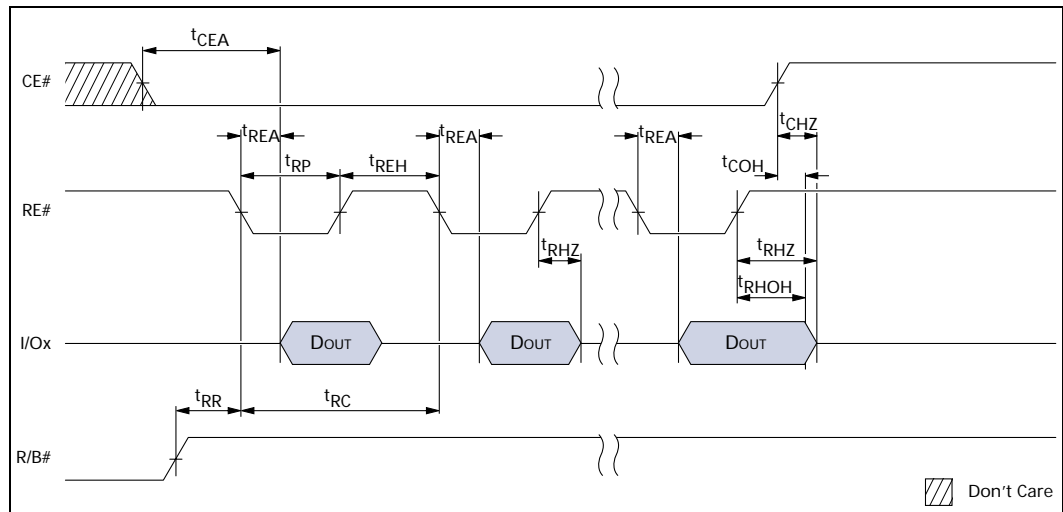 tCEA
CE#
tREA
tREA
tREA
tCHZ
tRP
tREH
tCOH
RE#
tRHZ
tRHZ
tRHOH
I/Ox
DOUT
DOUT
DOUT
tRR
tRC
R/B#
Don't Care